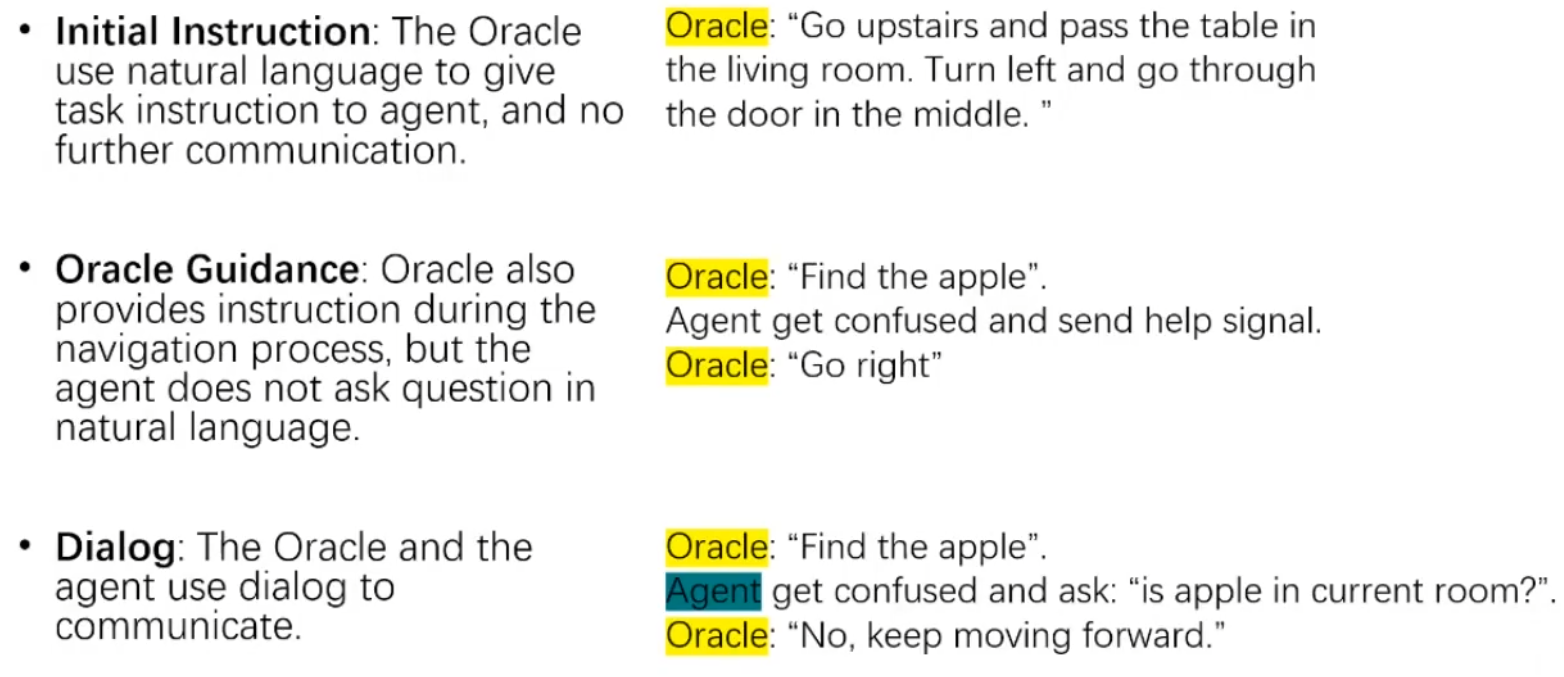 • Initial Instruction: The Oracle
use natural language to give
task instruction to agent, and no
further communication.
Oracle: “Go upstairs and pass the table in
the living room. Turn left and go through
the door in the middle. ”
• Oracle Guidance: Oracle also
provides instruction during the
navigation process, but the
agent does not ask question in
natural language.
Oracle: “Find the apple”.
Agent get confused and send help signal.
Oracle: “Go right”
• Dialog: The Oracle and the
agent use dialog to
communicate.
Oracle: “Find the apple”.
Agent get confused and ask: “is apple in current room?”.
Oracle: “No, keep moving forward.”